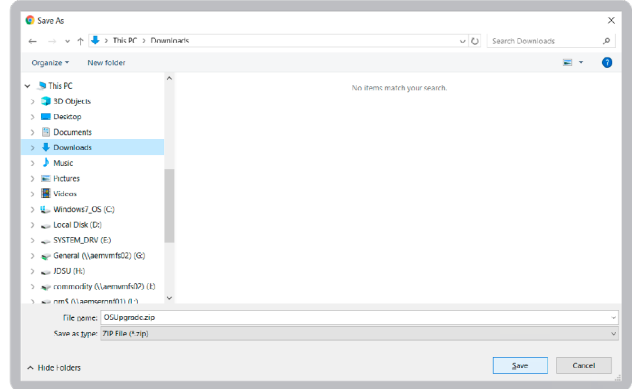 Save As
This PC > Downloads
Search Downloads
Organize
New folder
?
This PC
No items match your search.
3D Objects
Desktop
Documents
Downloads
Music
Pictures
Videos
Windows7_OS (C:)
Local Disk (D:)
SYSTEM_DRV (E:)
General (\\aemvmfs02) (G:)
JDSU (H:)
commodity (\\aemvmfs02) (I:)
File name: OSUpgrade.zip
Save as type: ZIP File (*.zip)
Hide Folders
Save
Cancel